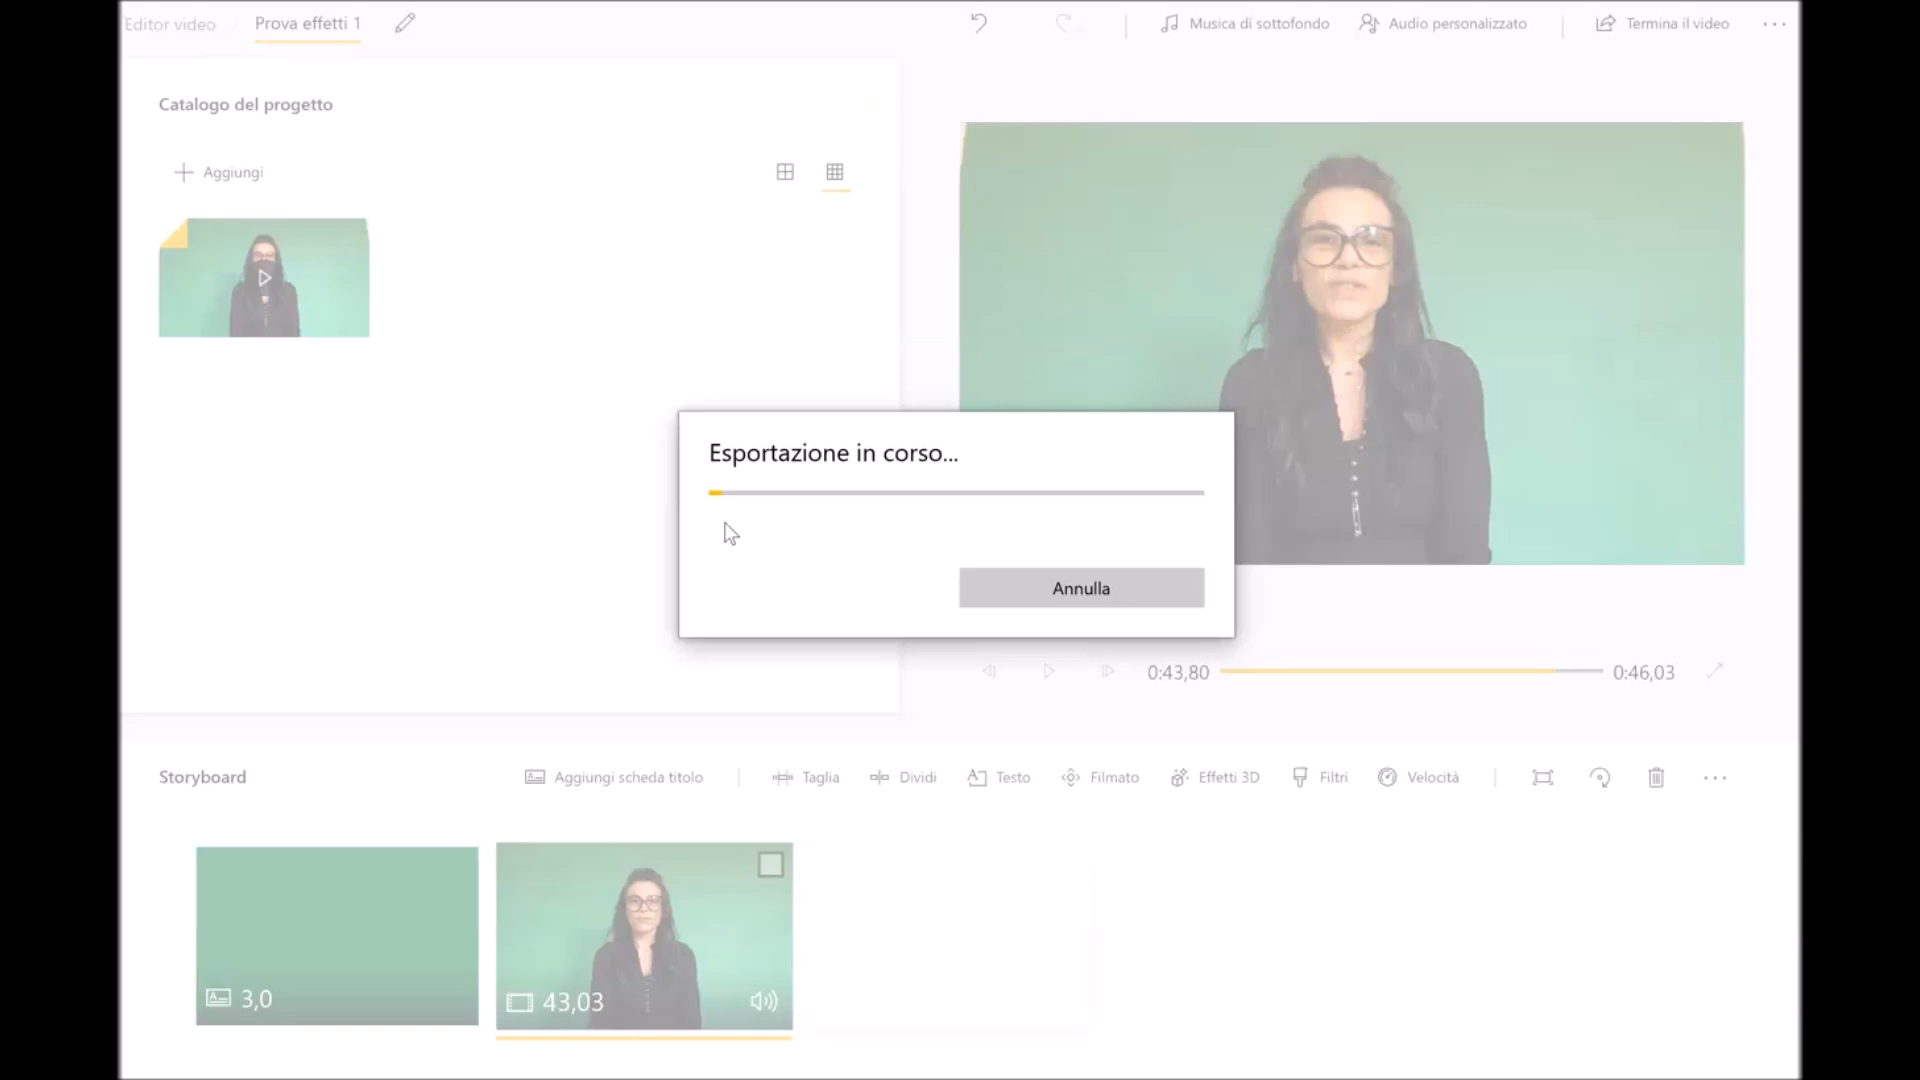 Editor video
Prova effetti 1
Musica di sottofondo
Audio personalizzato
Termina il video
Catalogo del progetto
Aggiungi
Esportazione in corso...
Annulla
0:43,80
0:46,03
Storyboard
Aggiungi scheda titolo
Taglia
Dividi
Testo
Filmato
Effetti 3D
Filtri
Velocità
3,0
43,03